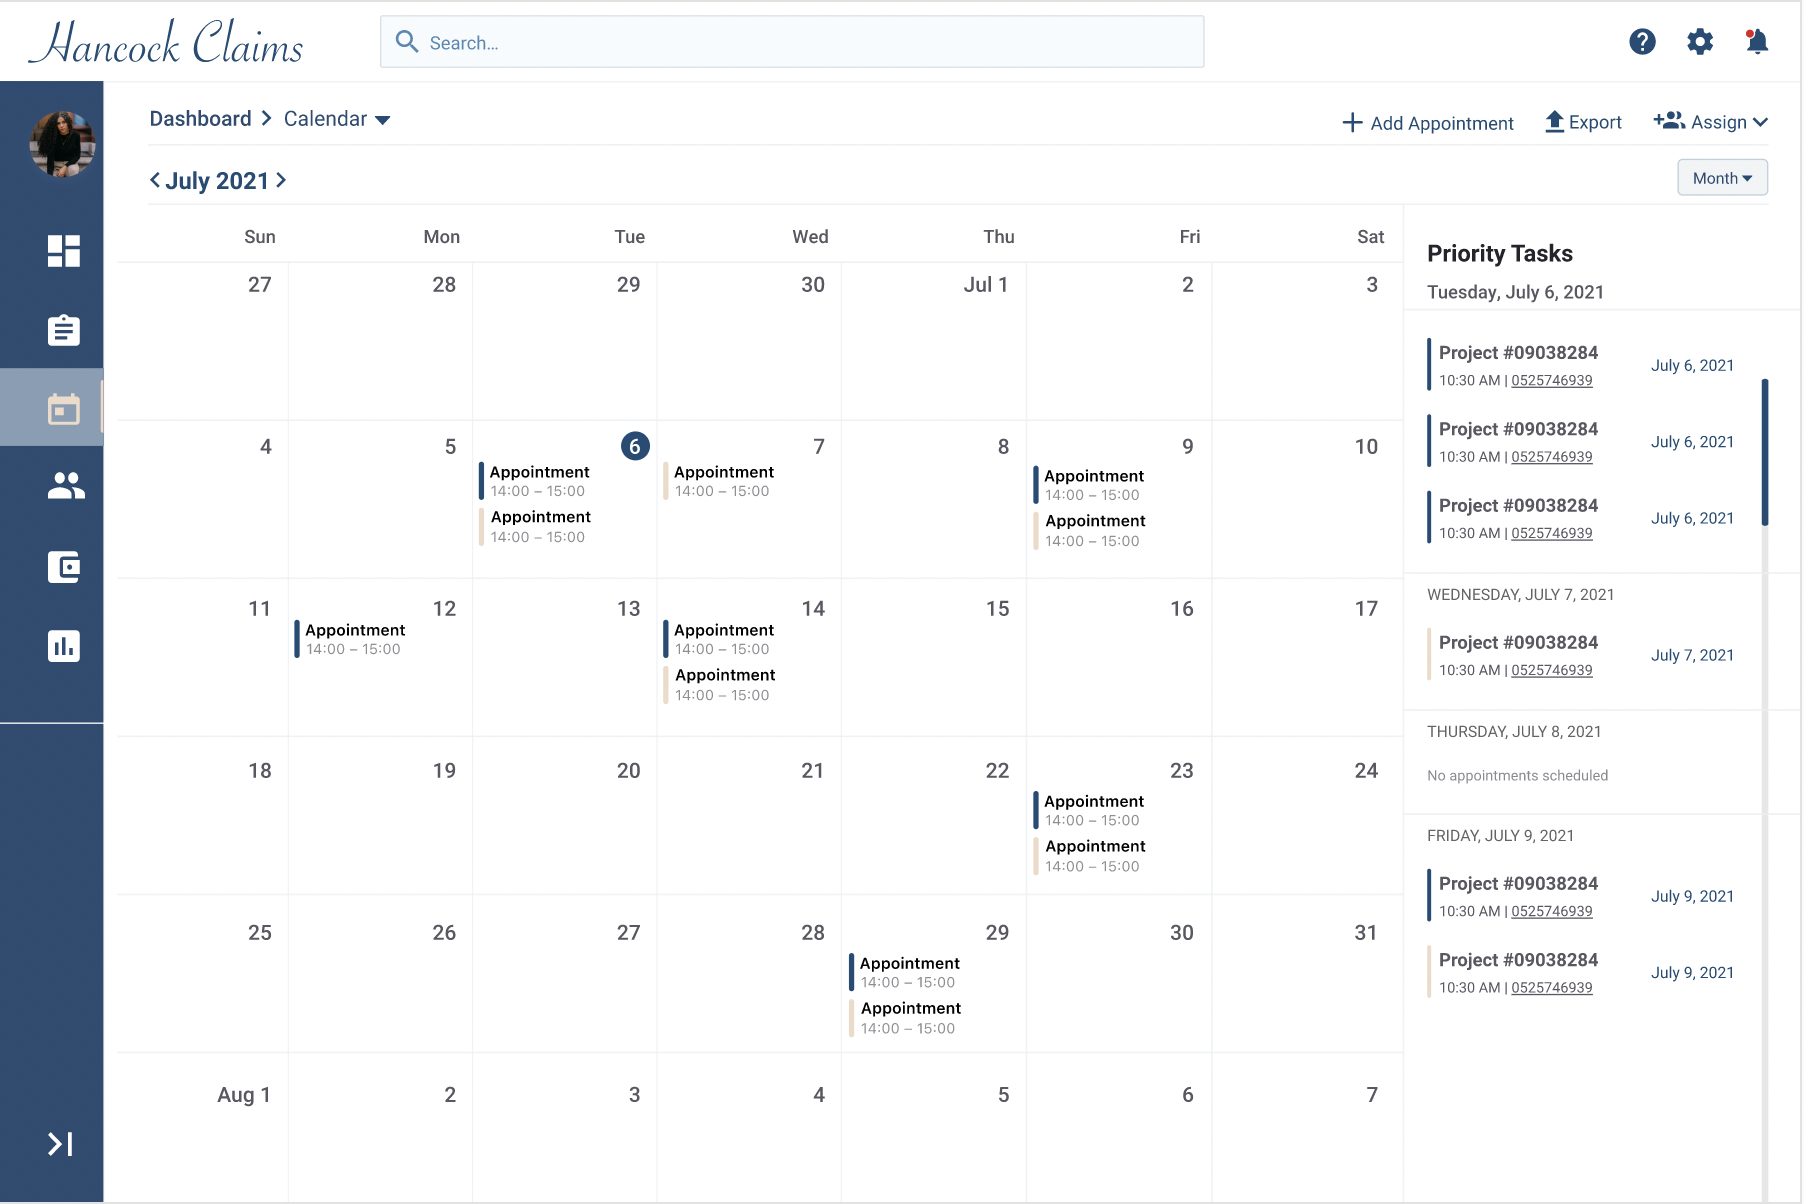 Hancock Claims
Search...
Dashboard > Calendar
Add Appointment
Export
Assign
< July 2021 >
Month
Sun Mon Tue Wed Thu Fri Sat
27 28 29 30 Jul 1 2 3
4 5 6 7 8 9 10
Appointment
14:00 – 15:00
Appointment
14:00 – 15:00
Appointment
14:00 – 15:00
Appointment
14:00 – 15:00
Appointment
14:00 – 15:00
11 12 13 14 15 16 17
Appointment
14:00 – 15:00
Appointment
14:00 – 15:00
Appointment
14:00 – 15:00
18 19 20 21 22 23 24
Appointment
14:00 – 15:00
Appointment
14:00 – 15:00
25 26 27 28 29 30 31
Appointment
14:00 – 15:00
Appointment
14:00 – 15:00
Aug 1 2 3 4 5 6 7
Priority Tasks
Tuesday, July 6, 2021
Project #09038284
10:30 AM | 0525746939
July 6, 2021
Project #09038284
10:30 AM | 0525746939
July 6, 2021
Project #09038284
10:30 AM | 0525746939
July 6, 2021
WEDNESDAY, JULY 7, 2021
Project #09038284
10:30 AM | 0525746939
July 7, 2021
THURSDAY, JULY 8, 2021
No appointments scheduled
FRIDAY, JULY 9, 2021
Project #09038284
10:30 AM | 0525746939
July 9, 2021
Project #09038284
10:30 AM | 0525746939
July 9, 2021